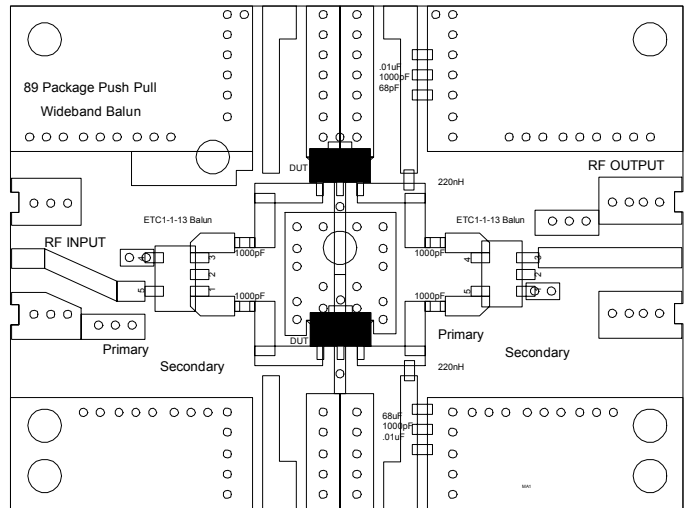 .01uF
1000pF
68pF
89 Package Push Pull
Wideband Balun
DUT
RF OUTPUT
220nH
ETC1-1-13 Balun
ETC1-1-13 Balun
RF INPUT
4
3
1000pF
1000pF
4
3
2
2
5
1
1000pF
1000pF
5
Primary
Primary
DUT
Secondary
Secondary
220nH
68uF
1000pF
.01uF